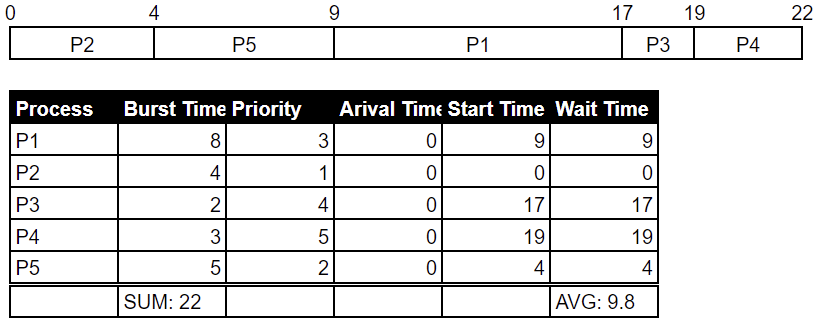 0 4 9 17 19 22
P2 P5 P1 P3 P4
Process Burst Time Priority Arival Time Start Time Wait Time
P1 8 3 0 9 9
P2 4 1 0 0 0
P3 2 4 0 17 17
P4 3 5 0 19 19
P5 5 2 0 4 4
SUM: 22 AVG: 9.8